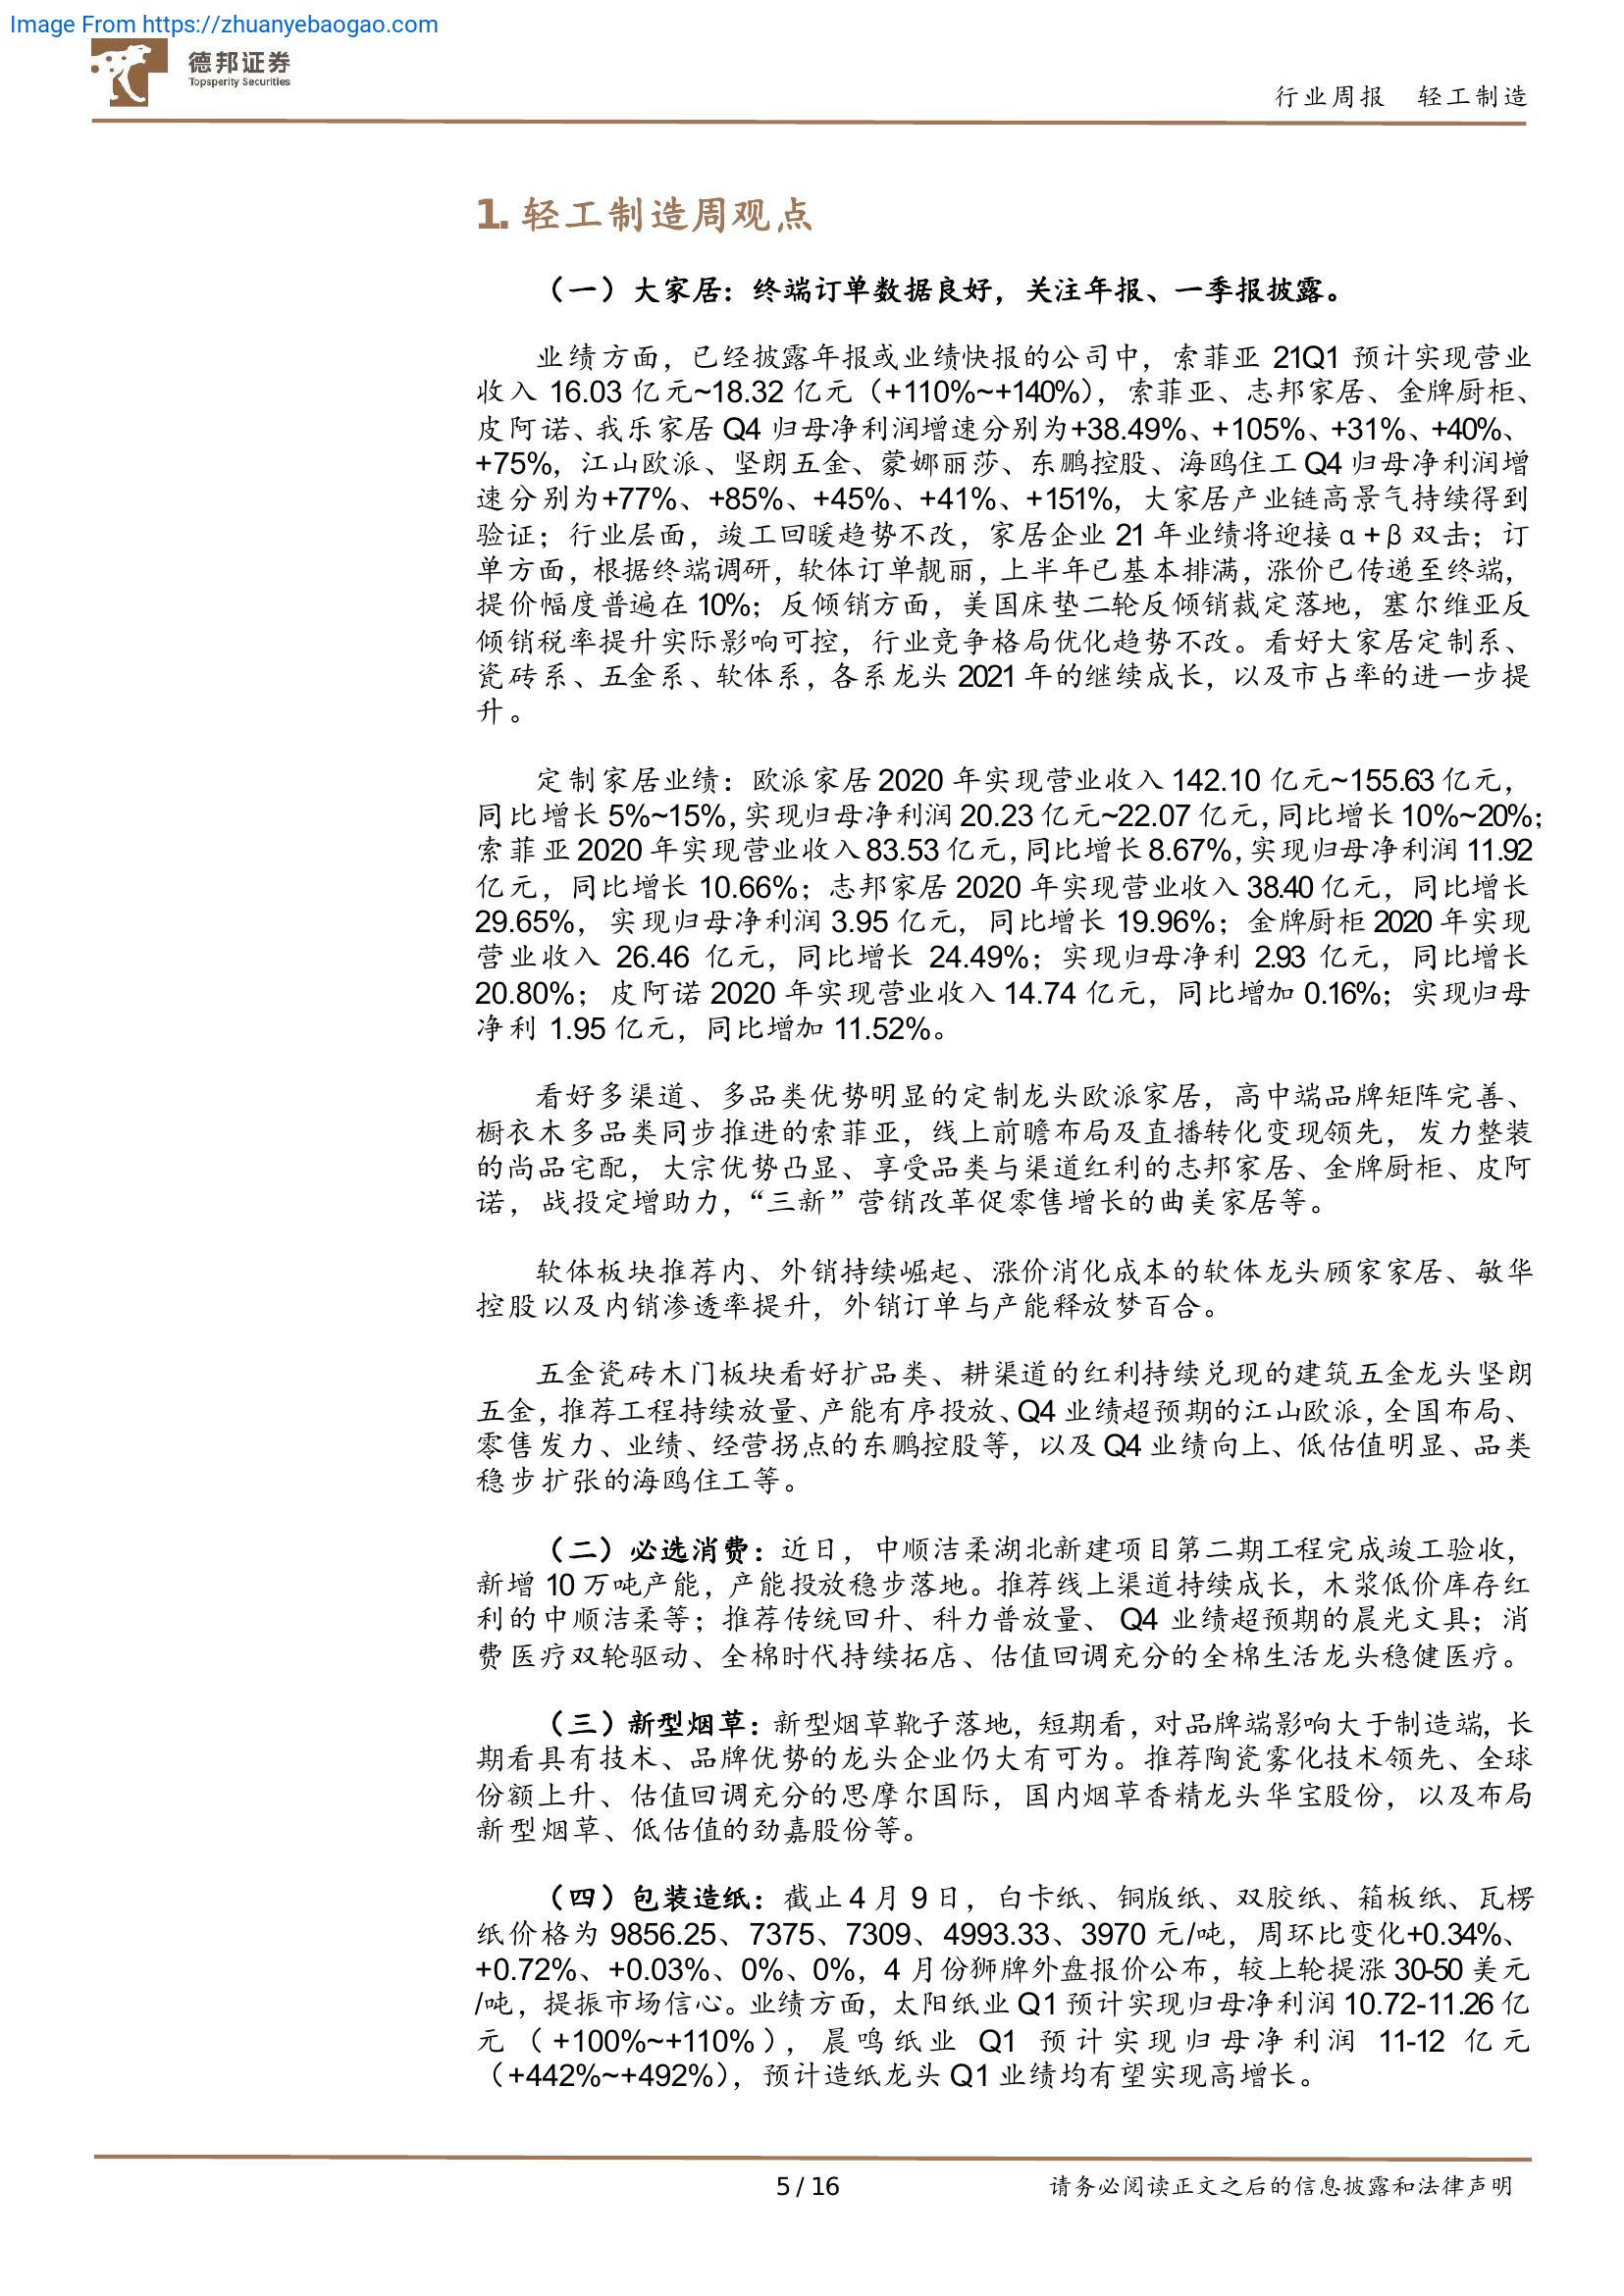 Image From https://zhuanyebaogao.com
德邦证券
Topsperity Securities
行业周报 轻工制造
1. 轻工制造周观点
（一）大家居：终端订单数据良好，关注年报、一季报披露。
业绩方面，已经披露年报或业绩快报的公司中，索菲亚 21Q1 预计实现营业
收入 16.03 亿元~18.32 亿元（+110%~+140%），索菲亚、志邦家居、金牌厨柜、
皮阿诺、我乐家居 Q4 归母净利润增速分别为+38.49%、+105%、+31%、+40%、
+75%，江山欧派、坚朗五金、蒙娜丽莎、东鹏控股、海鸥住工 Q4 归母净利润增
速分别为+77%、+85%、+45%、+41%、+151%，大家居产业链高景气持续得到
验证；行业层面，竣工回暖趋势不改，家居企业 21 年业绩将迎接 α+β 双击；订
单方面，根据终端调研，软体订单靓丽，上半年已基本排满，涨价已传递至终端，
提价幅度普遍在 10%；反倾销方面，美国床垫二轮反倾销裁定落地，塞尔维亚反
倾销税率提升实际影响可控，行业竞争格局优化趋势不改。看好大家居定制系、
瓷砖系、五金系、软体系，各系龙头 2021 年的继续成长，以及市占率的进一步提
升。
定制家居业绩：欧派家居 2020 年实现营业收入 142.10 亿元~155.63 亿元，
同比增长 5%~15%，实现归母净利润 20.23 亿元~22.07 亿元，同比增长 10%~20%；
索菲亚 2020 年实现营业收入 83.53 亿元，同比增长 8.67%，实现归母净利润 11.92
亿元，同比增长 10.66%；志邦家居 2020 年实现营业收入 38.40 亿元，同比增长
29.65%，实现归母净利润 3.95 亿元，同比增长 19.96%；金牌厨柜 2020 年实现
营业收入 26.46 亿元，同比增长 24.49%；实现归母净利 2.93 亿元，同比增长
20.80%；皮阿诺 2020 年实现营业收入 14.74 亿元，同比增加 0.16%；实现归母
净利 1.95 亿元，同比增加 11.52%。
看好多渠道、多品类优势明显的定制龙头欧派家居，高中端品牌矩阵完善、
橱衣木多品类同步推进的索菲亚，线上前瞻布局及直播转化变现领先，发力整装
的尚品宅配，大宗优势凸显、享受品类与渠道红利的志邦家居、金牌厨柜、皮阿
诺，战投定增助力，“三新”营销改革促零售增长的曲美家居等。
软体板块推荐内、外销持续崛起、涨价消化成本的软体龙头顾家家居、敏华
控股以及内销渗透率提升，外销订单与产能释放梦百合。
五金瓷砖木门板块看好扩品类、耕渠道的红利持续兑现的建筑五金龙头坚朗
五金，推荐工程持续放量、产能有序投放、Q4 业绩超预期的江山欧派，全国布局、
零售发力、业绩、经营拐点的东鹏控股等，以及 Q4 业绩向上、低估值明显、品类
稳步扩张的海鸥住工等。
（二）必选消费：近日，中顺洁柔湖北新建项目第二期工程完成竣工验收，
新增 10 万吨产能，产能投放稳步落地。推荐线上渠道持续成长，木浆低价库存红
利的中顺洁柔等；推荐传统回升、科力普放量、 Q4 业绩超预期的晨光文具；消
费医疗双轮驱动、全棉时代持续拓店、估值回调充分的全棉生活龙头稳健医疗。
（三）新型烟草：新型烟草靴子落地，短期看，对品牌端影响大于制造端，长
期看具有技术、品牌优势的龙头企业仍大有可为。推荐陶瓷雾化技术领先、全球
份额上升、估值回调充分的思摩尔国际，国内烟草香精龙头华宝股份，以及布局
新型烟草、低估值的劲嘉股份等。
（四）包装造纸：截止 4 月 9 日，白卡纸、铜版纸、双胶纸、箱板纸、瓦楞
纸价格为 9856.25、7375、7309、4993.33、3970 元/吨，周环比变化+0.34%、
+0.72%、+0.03%、0%、0%，4 月份狮牌外盘报价公布，较上轮提涨 30-50 美元
/吨，提振市场信心。业绩方面，太阳纸业 Q1 预计实现归母净利润 10.72-11.26 亿
元（+100%~+110%），晨鸣纸业 Q1 预计实现归母净利润 11-12 亿元
（+442%~+492%），预计造纸龙头 Q1 业绩均有望实现高增长。
5 / 16
请务必阅读正文之后的信息披露和法律声明